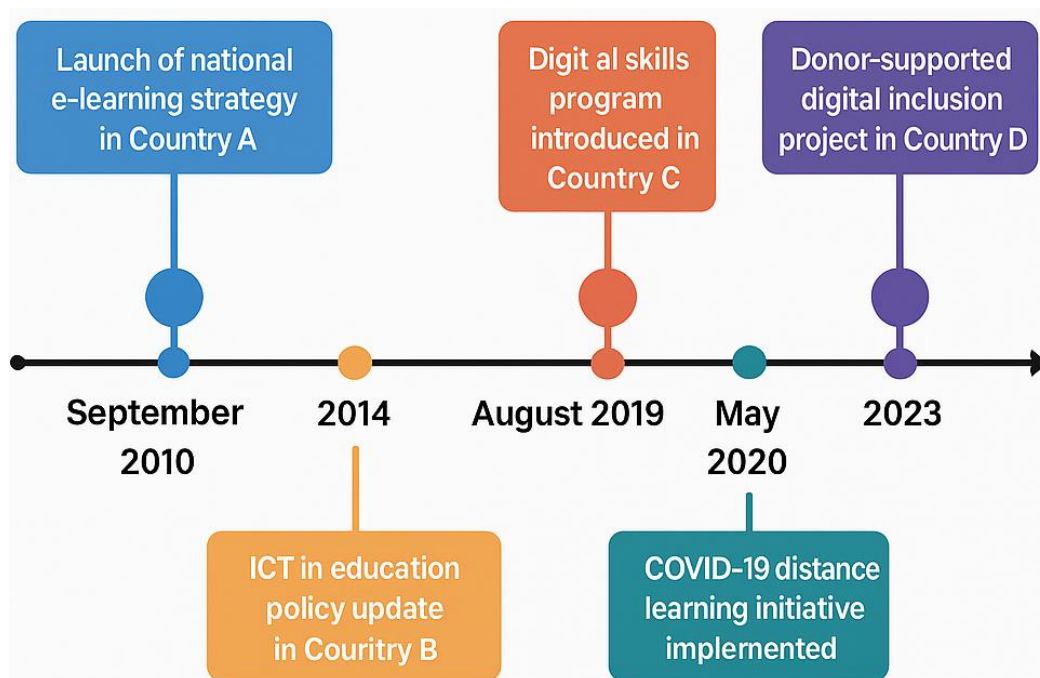 Launch of national
e-learning strategy
in Country A
Digit al skills
program
introduced in
Country C
Donor-supported
digital inclusion
project in Country D
September
2010
2014
August 2019
May
2020
2023
ICT in education
policy update
in Couritry B
COVID-19 distance
learning initiative
implernented